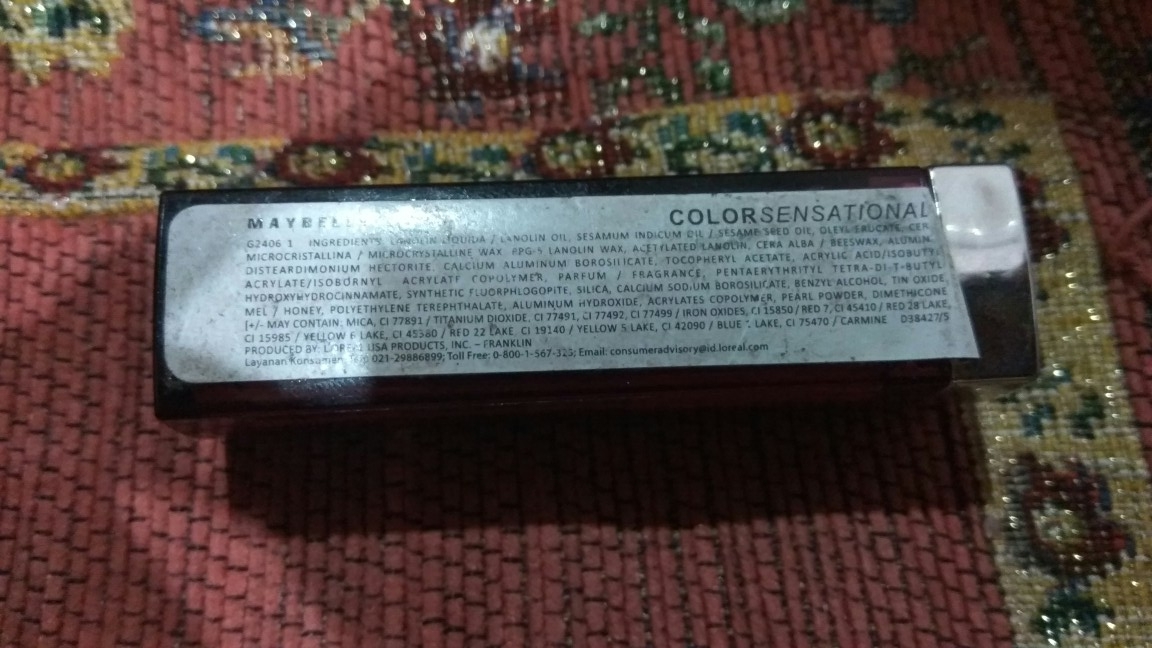 MAYBELL
COLORSENSATIONAL
G2406 1 INGREDIENTS: LANOLIN LIQUIDA / LANOLIN OIL, SESAMUM INDICUM OIL / SESAME SEED OIL, OLEYL ERUCATE, CER
MICROCRISTALLINA / MICROCRYSTALLINE WAX, PPG-5 LANOLIN WAX, ACETYLATED LANOLIN, CERA ALBA / BEESWAX, ALUMIN
DISTEARDIMONIUM HECTORITE, CALCIUM ALUMINUM BOROSILICATE, TOCOPHERYL ACETATE, ACRYLIC ACID/ISOBUTYL
ACRYLATE/ISOBORNYL ACRYLATE COPOLYMER, PARFUM / FRAGRANCE, PENTAERYTHRITYL TETRA-DI-T-BUTYL
HYDROXYHYDROCINNAMATE, SYNTHETIC FLUORPHLOGOPITE, SILICA, CALCIUM SODIUM BOROSILICATE, BENZYL ALCOHOL, TIN OXIDE,
MEL / HONEY, POLYETHYLENE TEREPHTHALATE, ALUMINUM HYDROXIDE, ACRYLATES COPOLYMER, PEARL POWDER, DIMETHICONE
[+/- MAY CONTAIN: MICA, CI 77891 / TITANIUM DIOXIDE, CI 77491, CI 77492, CI 77499 / IRON OXIDES, CI 15850 / RED 7, CI 45410 / RED 28 LAKE,
CI 15985 / YELLOW 6 LAKE, CI 45380 / RED 22 LAKE, CI 19140 / YELLOW 5 LAKE, CI 42090 / BLUE LAKE, CI 75470 / CARMINE D38427/5
PRODUCED BY: L'OREAL USA PRODUCTS, INC. – FRANKLIN
Layanan Konsumen 021-29886899; Toll Free: 0-800-1-567- Email: consumeradvisory@id.loreal.com